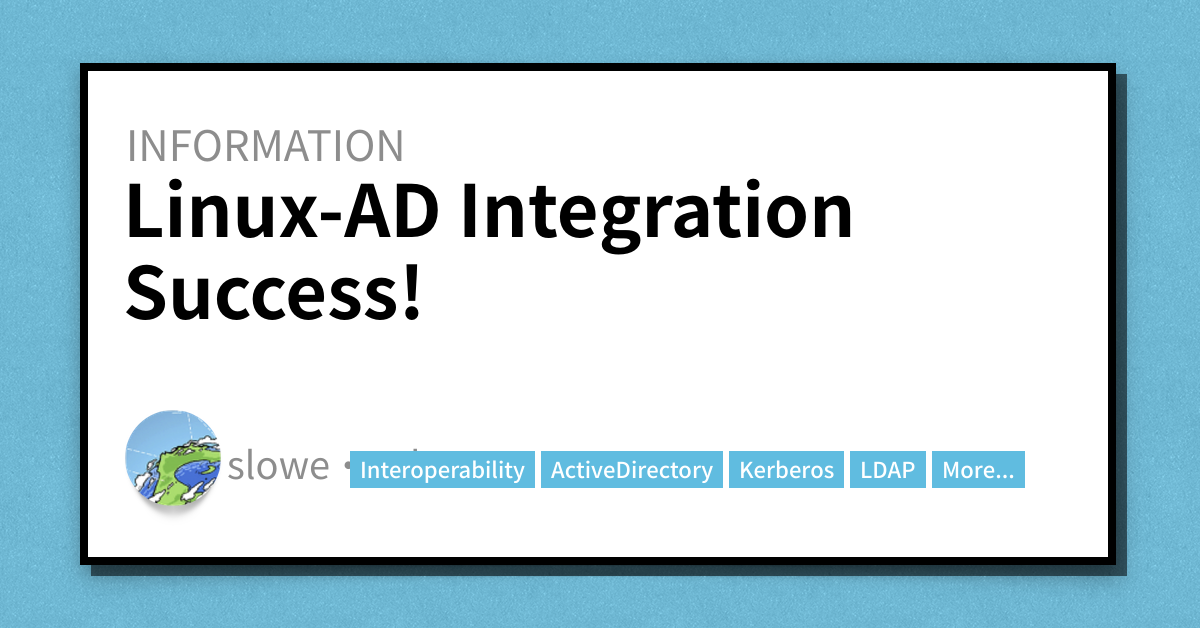 INFORMATION
Linux-AD Integration
Success!
slowe • Interoperability ActiveDirectory Kerberos LDAP More...